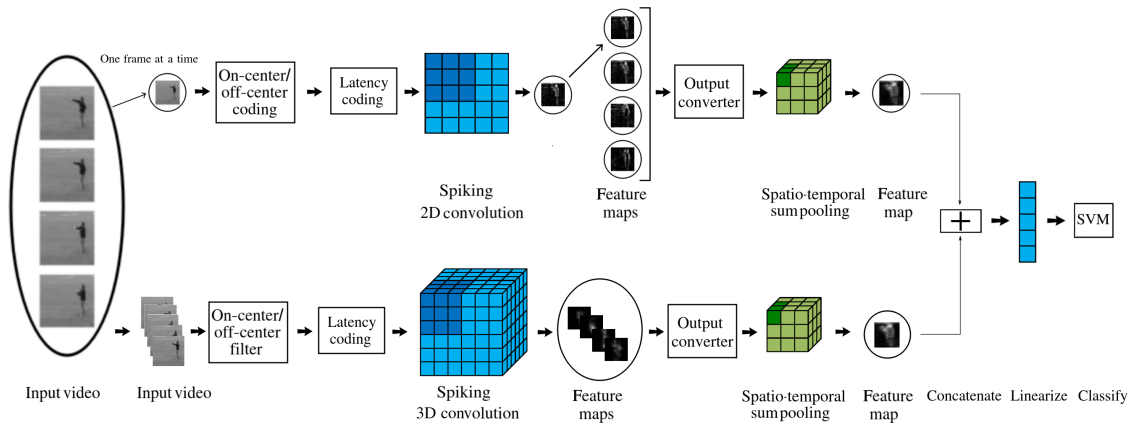 One frame at a time
On-center/
off-center
coding
Latency
coding
Output
converter
Spiking
2D convolution
Feature
maps
Spatio-temporal
sum pooling
Feature
map
+
SVM
On-center/
off-center
filter
Latency
coding
Output
converter
Input video
Input video
Spiking
3D convolution
Feature
maps
Spatio-temporal
sum pooling
Feature
map
Concatenate
Linearize
Classify